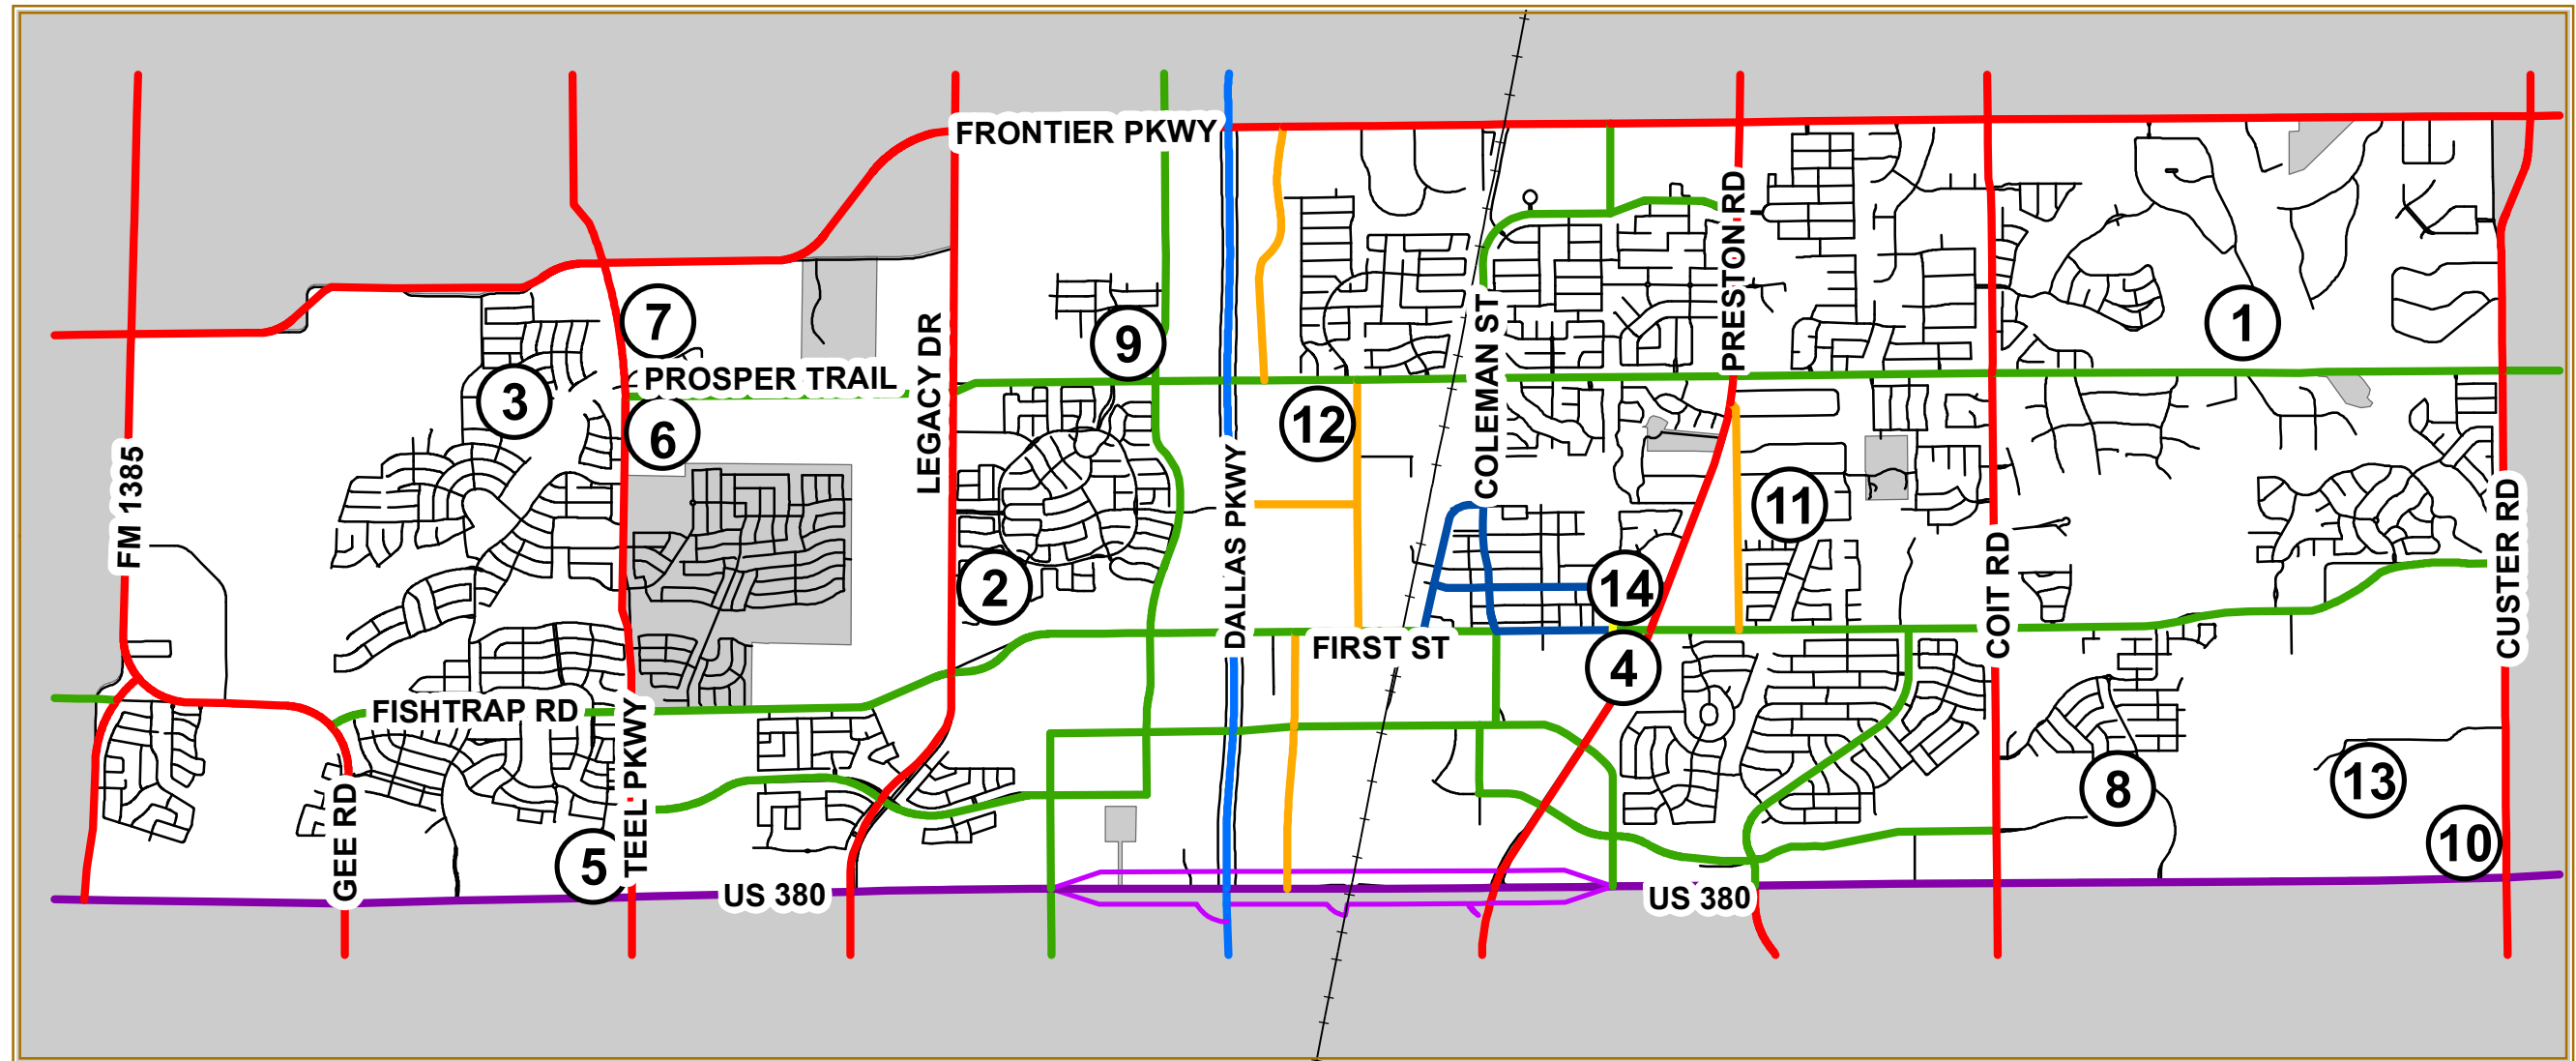 FRONTIER PKWY
PRESTON RD
7
9
1
COLEMAN ST
LEGACY DR
PROSPER TRAIL
3
6
12
FM 1385
DALLAS PKWY
11
CUSTER RD
2
14
COIT RD
FIRST ST
4
FISHTRAP RD
TEEL PKWY
GEE RD
5
8
13
10
US 380
US 380